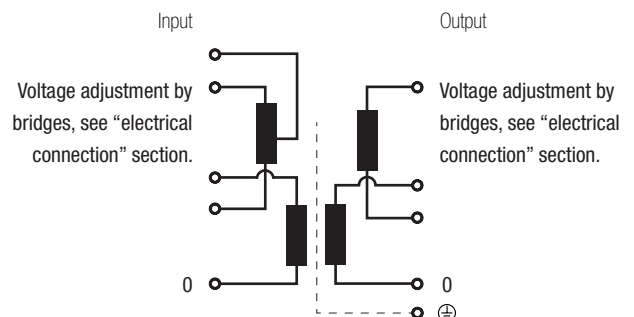 Input
Output
Voltage adjustment by
bridges, see “electrical
connection” section.
Voltage adjustment by
bridges, see “electrical
connection” section.
0
0